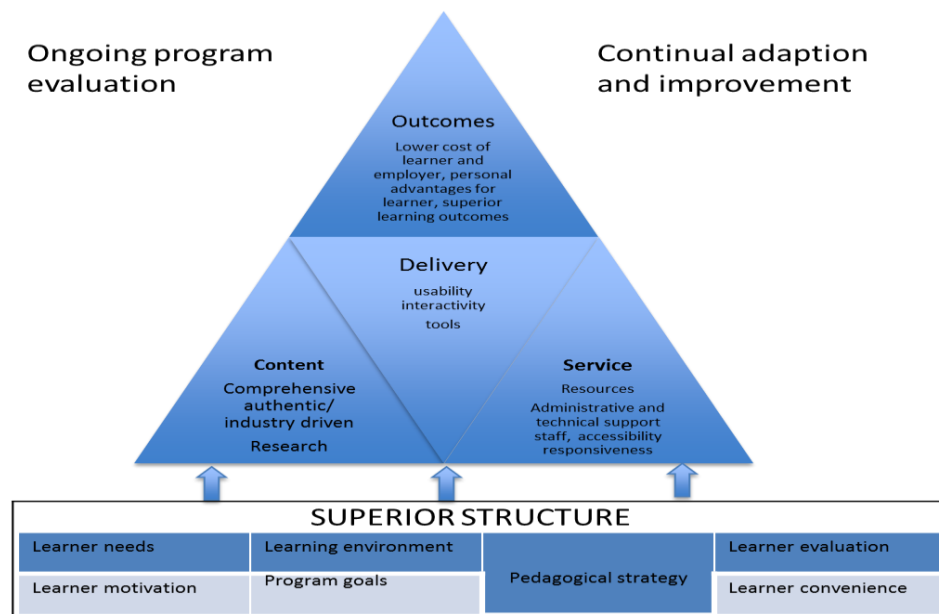 Ongoing program
evaluation
Continual adaption
and improvement
Outcomes
Lower cost of
learner and
employer, personal
advantages for
learner, superior
learning outcomes
Delivery
usability
interactivity
tools
Content
Comprehensive
authentic/
industry driven
Research
Service
Resources
Administrative and
technical support
staff, accessibility
responsiveness
SUPERIOR STRUCTURE
Learner needs
Learning environment
Pedagogical strategy
Learner evaluation
Learner motivation
Program goals
Learner convenience